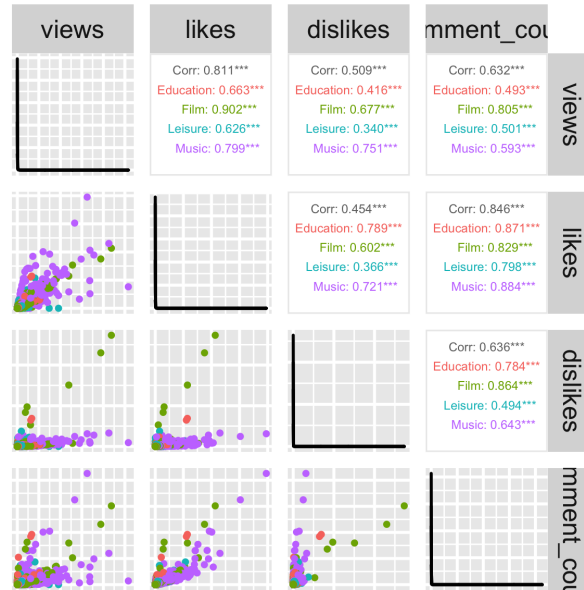 views
likes
dislikes
mment_cou
Corr: 0.811***
Education: 0.663***
Film: 0.902***
Leisure: 0.626***
Music: 0.799***
Corr: 0.509***
Education: 0.416***
Film: 0.677***
Leisure: 0.340***
Music: 0.751***
Corr: 0.632***
Education: 0.493***
Film: 0.805***
Leisure: 0.501***
Music: 0.593***
views
Corr: 0.454***
Education: 0.789***
Film: 0.602***
Leisure: 0.366***
Music: 0.721***
Corr: 0.846***
Education: 0.871***
Film: 0.829***
Leisure: 0.798***
Music: 0.884***
likes
Corr: 0.636***
Education: 0.784***
Film: 0.864***
Leisure: 0.494***
Music: 0.643***
dislikes
mment_cou